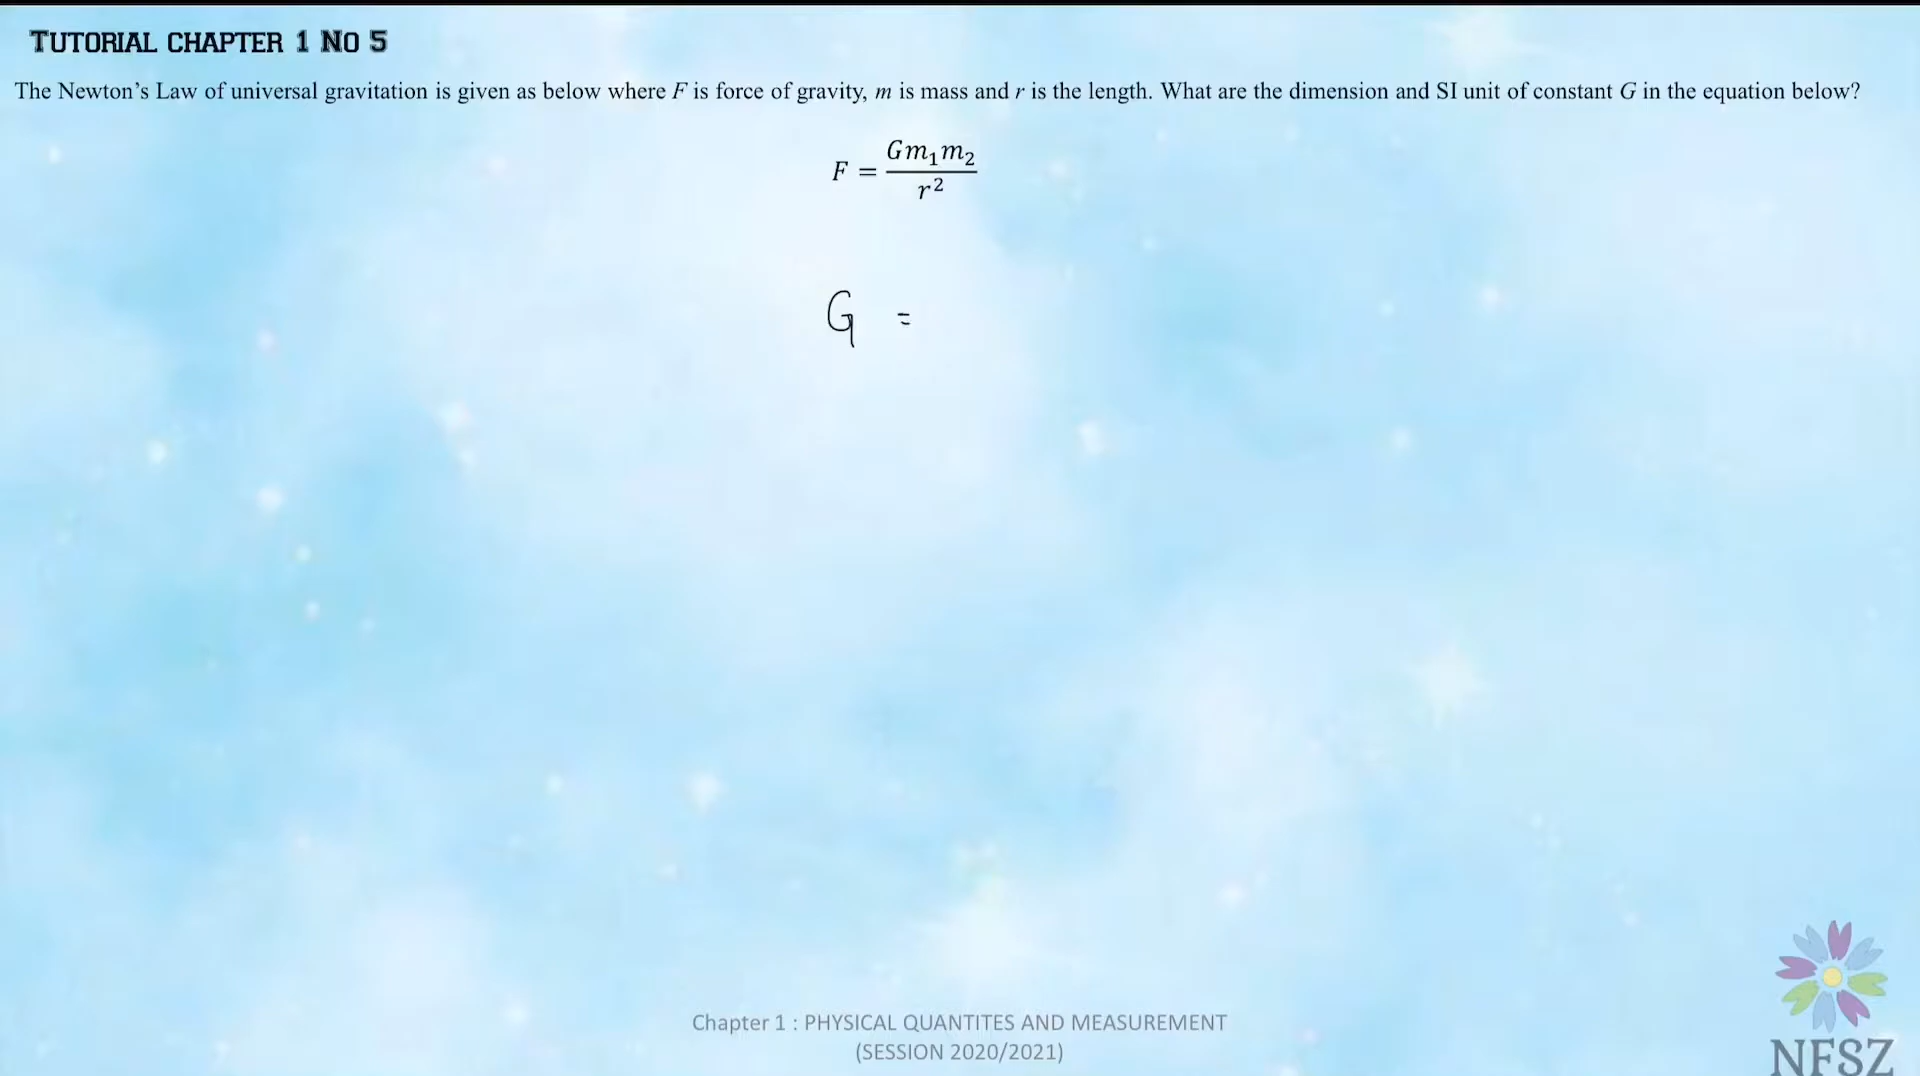 TUTORIAL CHAPTER 1 NO 5
The Newton's Law of universal gravitation is given as below where F is force of gravity, m is mass and r is the length. What are the dimension and SI unit of constant G in the equation below?
F = Gm₁m₂ / r²
G =
Chapter 1 : PHYSICAL QUANTITES AND MEASUREMENT
(SESSION 2020/2021)
NFSZ